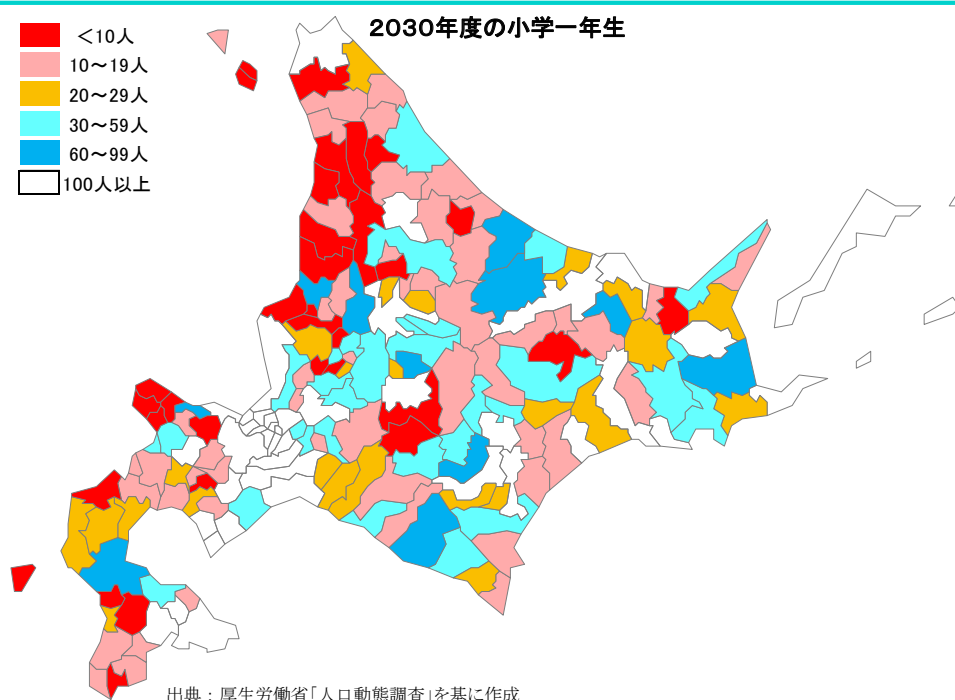 2030年度の小学一年生
＜10人
10～19人
20～29人
30～59人
60～99人
100人以上
出典：厚生労働省「人口動態調査」を基に作成